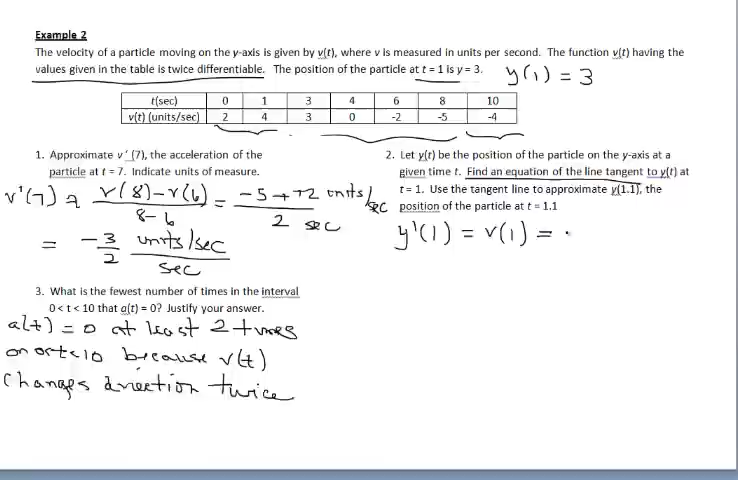 Example 2
The velocity of a particle moving on the y-axis is given by v(t), where v is measured in units per second. The function v(t) having the
values given in the table is twice differentiable. The position of the particle at t = 1 is y = 3. y(1) = 3
t(sec) 0 1 3 4 6 8 10
v(t) (units/sec) 2 4 3 0 -2 -5 -4
1. Approximate v'(7), the acceleration of the
particle at t = 7. Indicate units of measure.
v'(7) ≈ v(8)-v(6) / 8-6 = -5++2 / 2 units/sec / sec
= -3/2 units/sec / sec
3. What is the fewest number of times in the interval
0 < t < 10 that a(t) = 0? Justify your answer.
a(t) = 0 at least 2 times
on 0<t<10 because v(t)
changes direction twice
2. Let y(t) be the position of the particle on the y-axis at a
given time t. Find an equation of the line tangent to y(t) at
t = 1. Use the tangent line to approximate y(1.1), the
position of the particle at t = 1.1
y'(1) = v(1) =